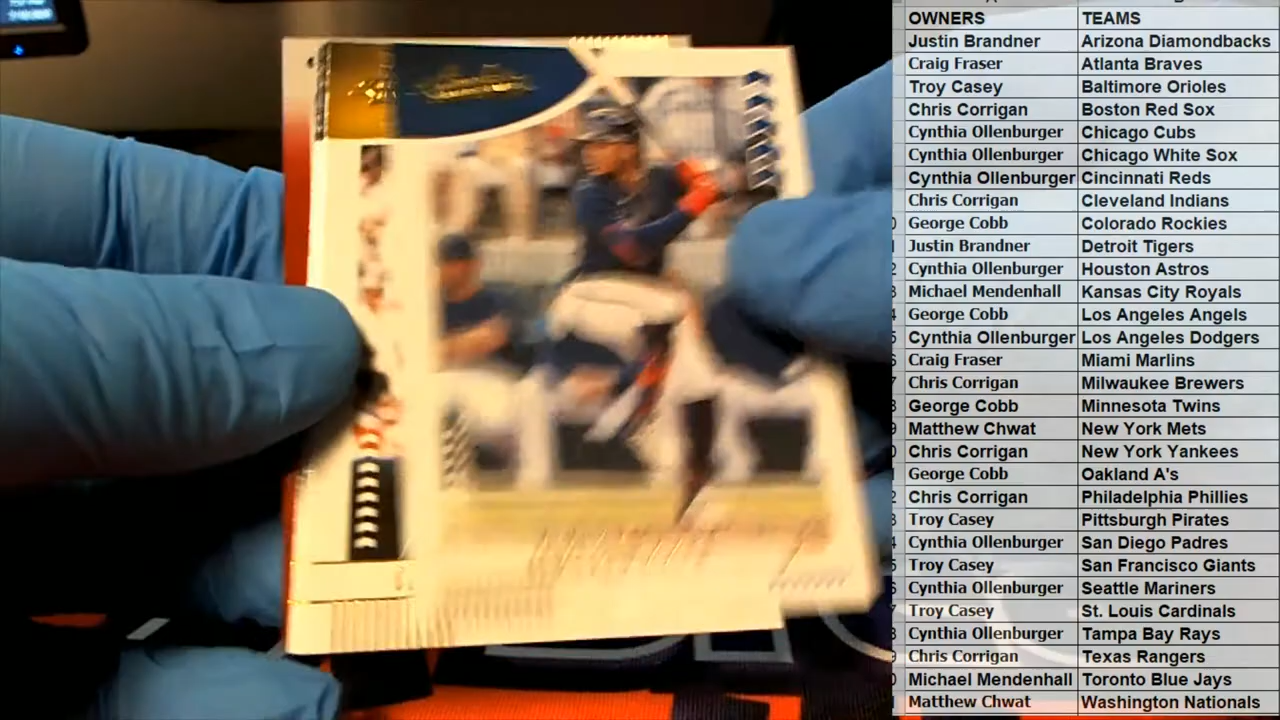 OWNERS TEAMS
Justin Brandner Arizona Diamondbacks
Craig Fraser Atlanta Braves
Troy Casey Baltimore Orioles
Chris Corrigan Boston Red Sox
Cynthia Ollenburger Chicago Cubs
Cynthia Ollenburger Chicago White Sox
Cynthia Ollenburger Cincinnati Reds
Chris Corrigan Cleveland Indians
George Cobb Colorado Rockies
Justin Brandner Detroit Tigers
Cynthia Ollenburger Houston Astros
Michael Mendenhall Kansas City Royals
George Cobb Los Angeles Angels
Cynthia Ollenburger Los Angeles Dodgers
Craig Fraser Miami Marlins
Chris Corrigan Milwaukee Brewers
George Cobb Minnesota Twins
Matthew Chwat New York Mets
Chris Corrigan New York Yankees
George Cobb Oakland A's
Chris Corrigan Philadelphia Phillies
Troy Casey Pittsburgh Pirates
Cynthia Ollenburger San Diego Padres
Troy Casey San Francisco Giants
Cynthia Ollenburger Seattle Mariners
Troy Casey St. Louis Cardinals
Cynthia Ollenburger Tampa Bay Rays
Chris Corrigan Texas Rangers
Michael Mendenhall Toronto Blue Jays
Matthew Chwat Washington Nationals